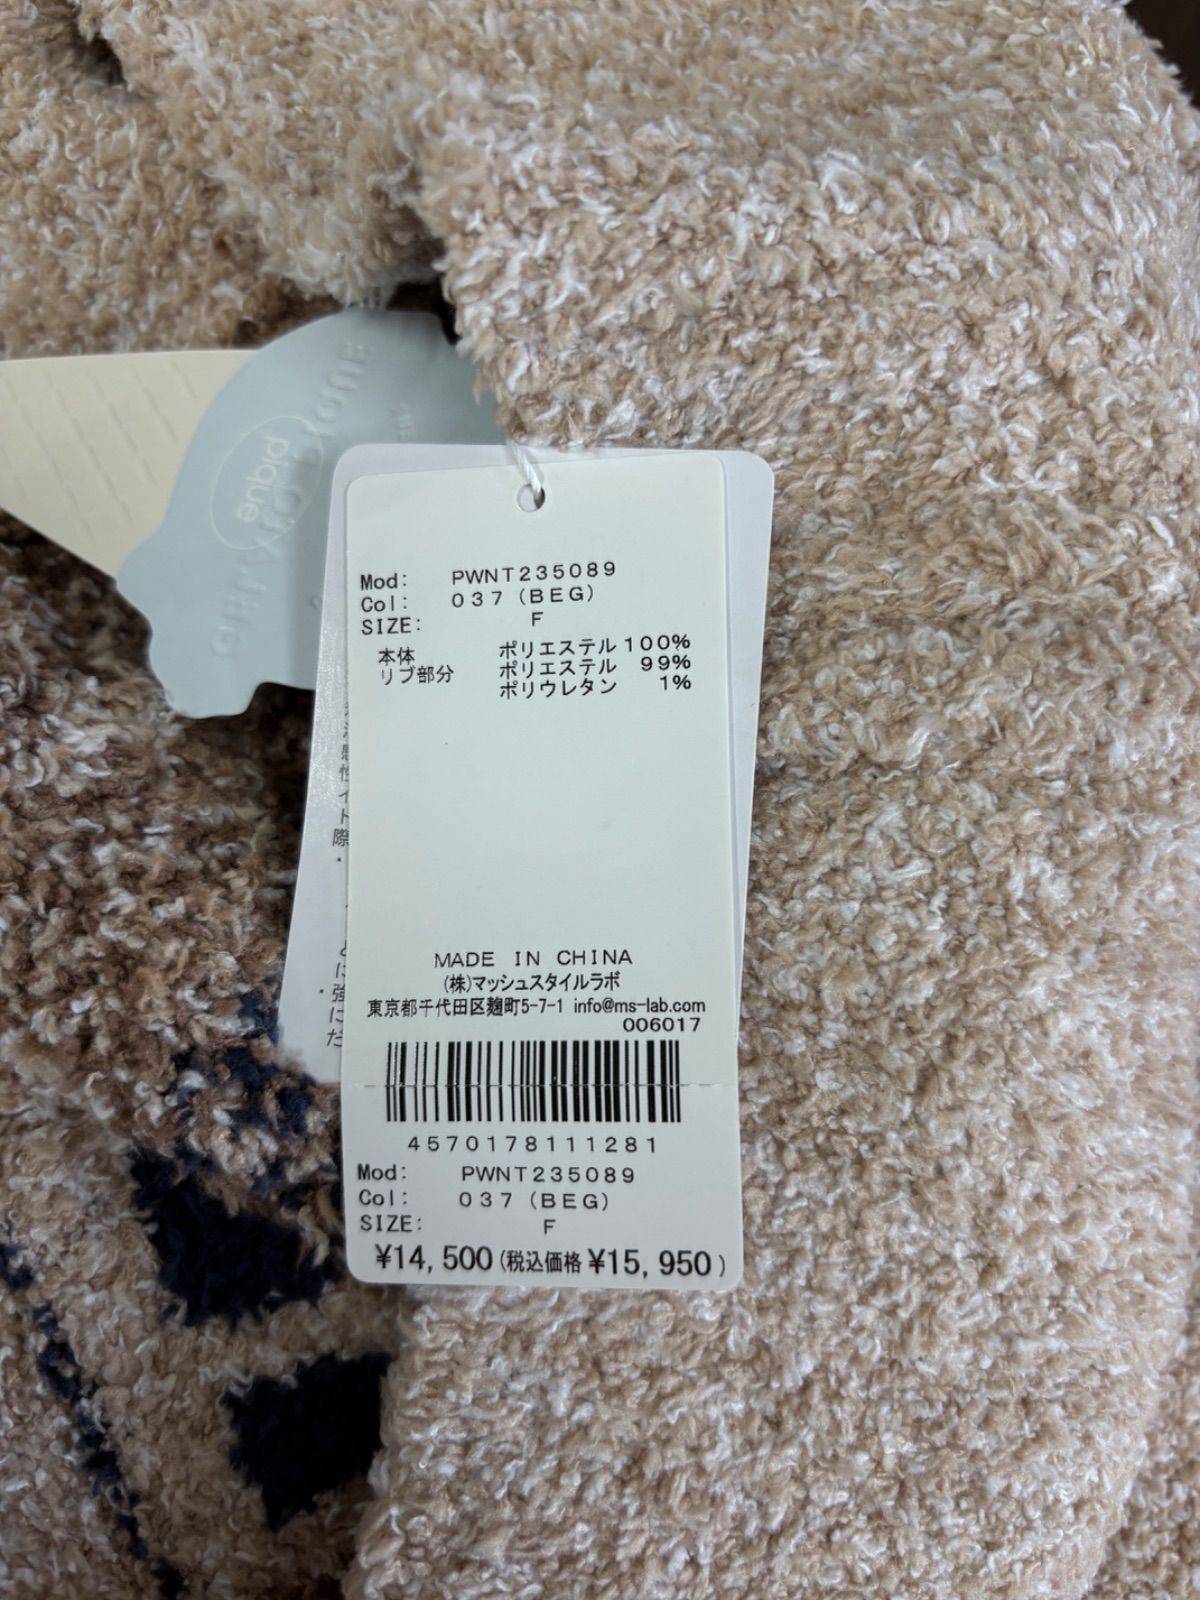 pique
Mod: PWNT235089
Col: 037 (BEG)
SIZE: F
本体 ポリエステル 100%
リブ部分 ポリエステル 99%
ポリウレタン 1%
MADE IN CHINA
(株)マッシュスタイルラボ
東京都千代田区麹町5-7-1 info@ms-lab.com
006017
4570178111281
Mod: PWNT235089
Col: 037 (BEG)
SIZE: F
¥14,500 (税込価格 ¥15,950)